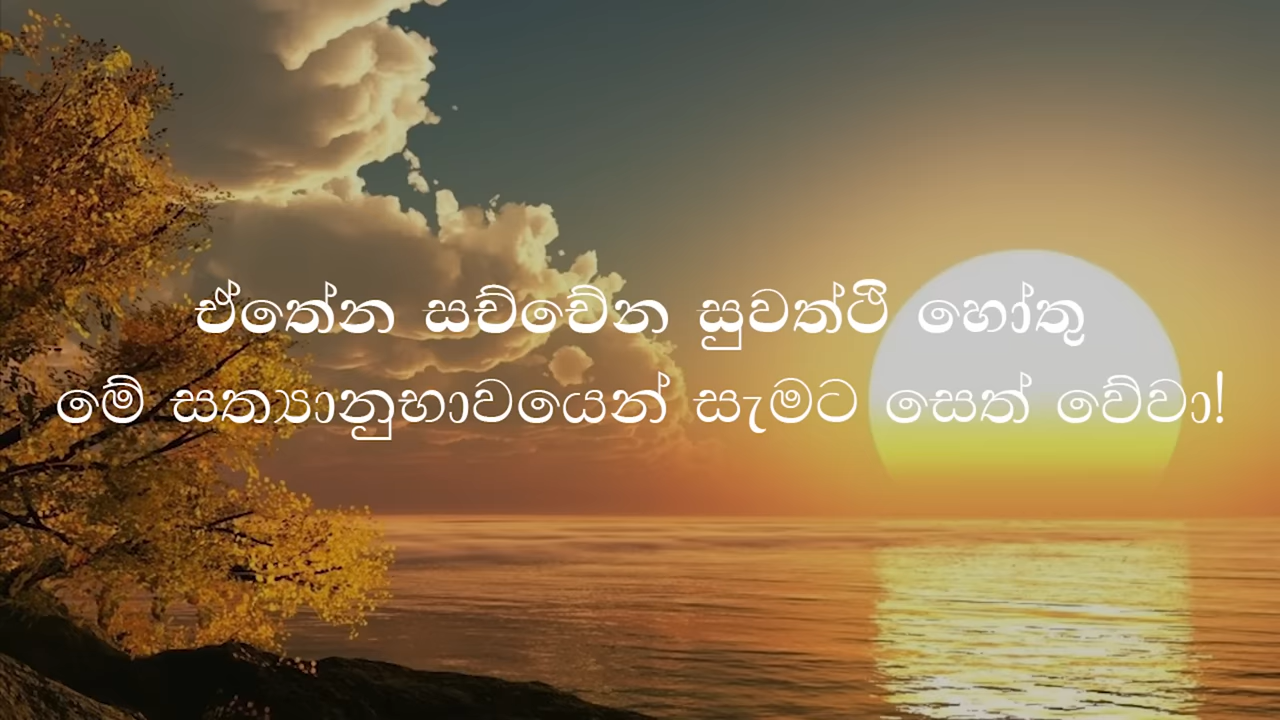 ඒතේන සච්චේන සුවත්ථි හෝතු
මේ සත්‍යානුභාවයෙන් සැමට සෙත් වේවා!